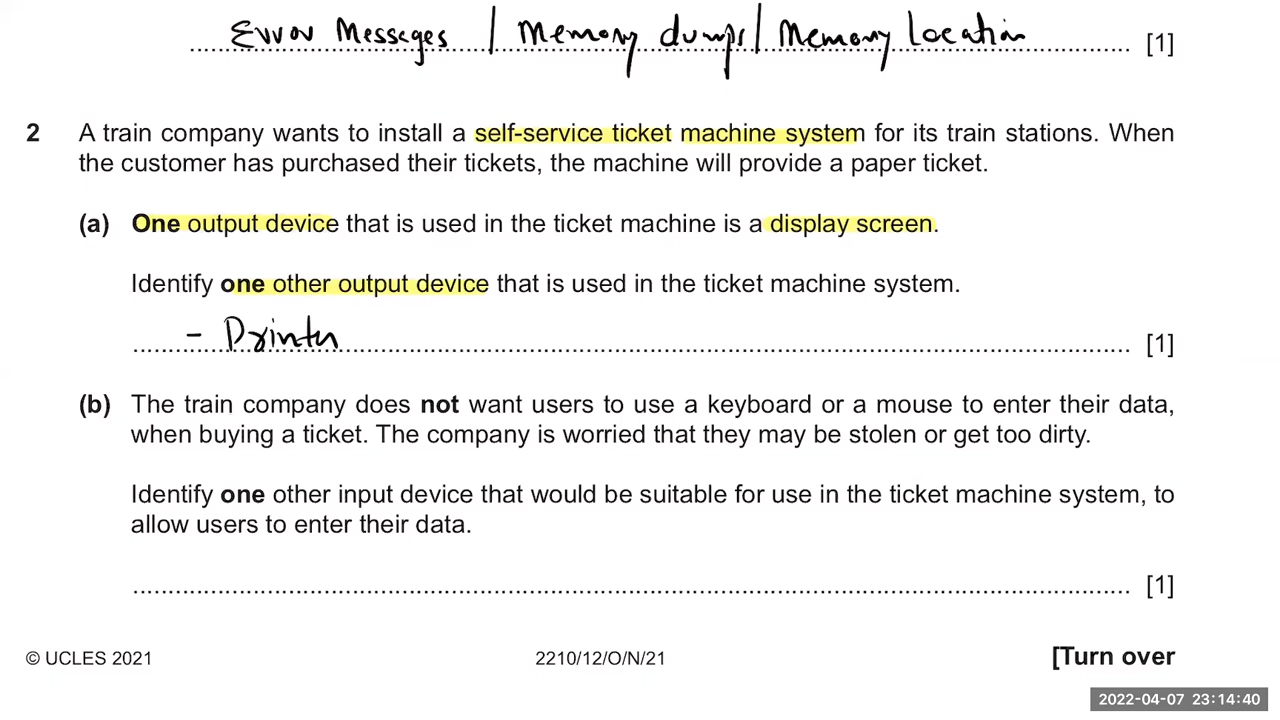 Error Messages / Memory dumps / Memory location [1]
2 A train company wants to install a self-service ticket machine system for its train stations. When
the customer has purchased their tickets, the machine will provide a paper ticket.
(a) One output device that is used in the ticket machine is a display screen.
Identify one other output device that is used in the ticket machine system.
- Printer [1]
(b) The train company does not want users to use a keyboard or a mouse to enter their data,
when buying a ticket. The company is worried that they may be stolen or get too dirty.
Identify one other input device that would be suitable for use in the ticket machine system, to
allow users to enter their data.
[1]
© UCLES 2021 2210/12/O/N/21 [Turn over
2022-04-07 23:14:40